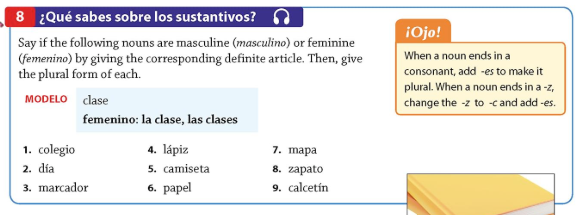 8 ¿Qué sabes sobre los sustantivos?
Say if the following nouns are masculine (masculino) or feminine
(femenino) by giving the corresponding definite article. Then, give
the plural form of each.
MODELO clase
femenino: la clase, las clases
1. colegio 4. lápiz 7. mapa
2. día 5. camiseta 8. zapato
3. marcador 6. papel 9. calcetín
¡Ojo!
When a noun ends in a
consonant, add -es to make it
plural. When a noun ends in a -z,
change the -z to -c and add -es.